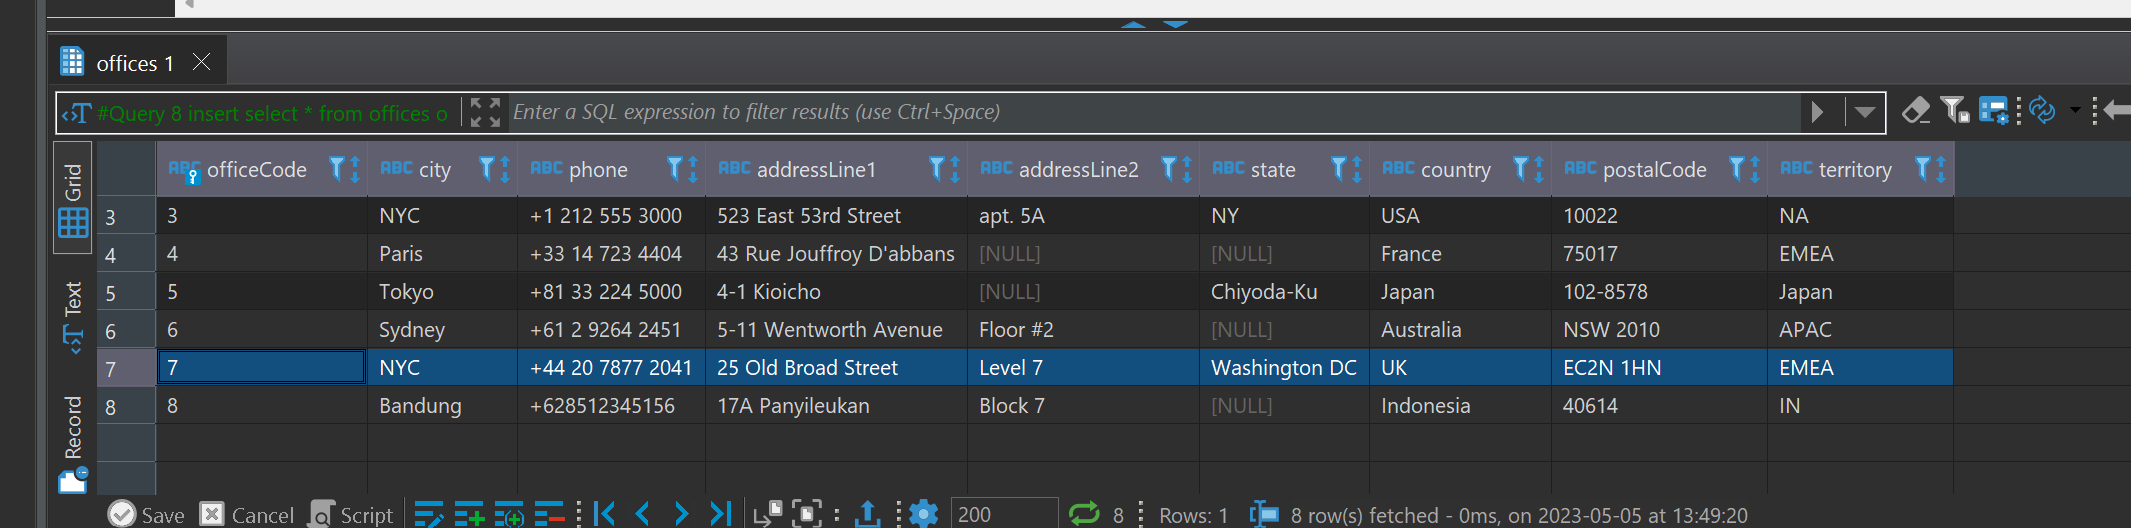 offices 1
#Query 8 insert select * from offices o Enter a SQL expression to filter results (use Ctrl+Space)
Grid
Text
Record
ABC officeCode ABC city ABC phone ABC addressLine1 ABC addressLine2 ABC state ABC country ABC postalCode ABC territory
3 3 NYC +1 212 555 3000 523 East 53rd Street apt. 5A NY USA 10022 NA
4 4 Paris +33 14 723 4404 43 Rue Jouffroy D'abbans [NULL] [NULL] France 75017 EMEA
5 5 Tokyo +81 33 224 5000 4-1 Kioicho [NULL] Chiyoda-Ku Japan 102-8578 Japan
6 6 Sydney +61 2 9264 2451 5-11 Wentworth Avenue Floor #2 [NULL] Australia NSW 2010 APAC
7 7 NYC +44 20 7877 2041 25 Old Broad Street Level 7 Washington DC UK EC2N 1HN EMEA
8 8 Bandung +628512345156 17A Panyileukan Block 7 [NULL] Indonesia 40614 IN
Save Cancel Script 200 8 Rows: 1 8 row(s) fetched - 0ms, on 2023-05-05 at 13:49:20